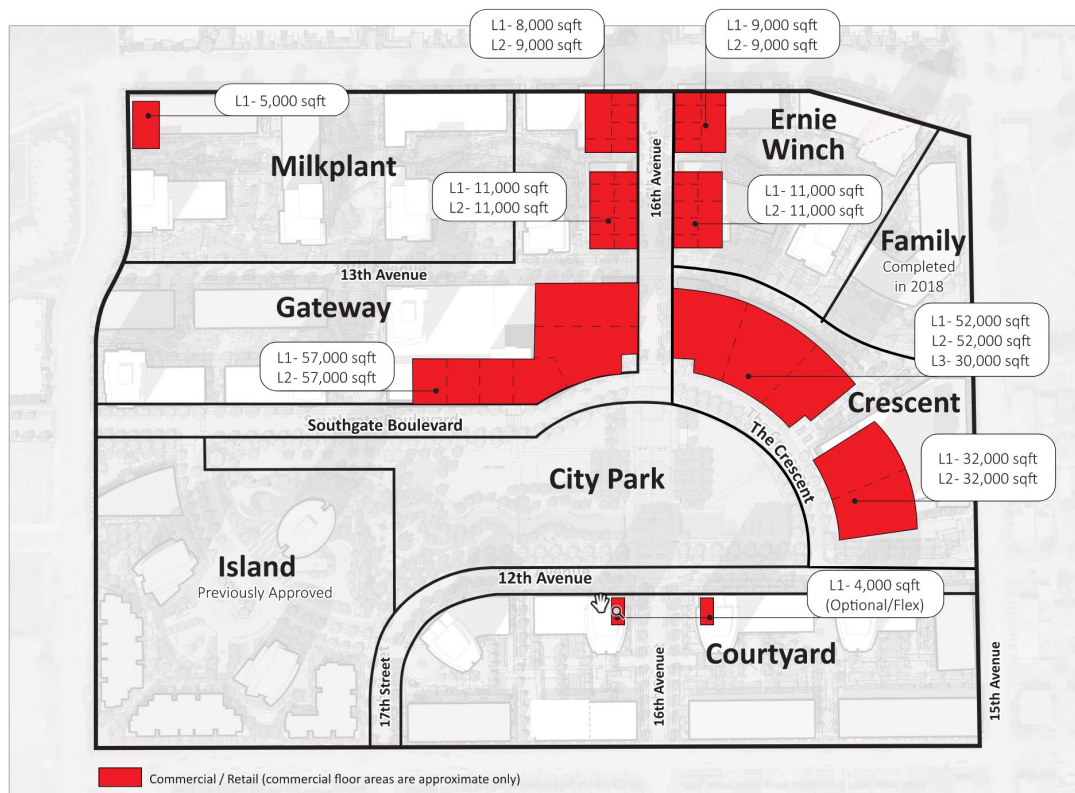 L1- 8,000 sqft
L2- 9,000 sqft
L1- 9,000 sqft
L2- 9,000 sqft
L1- 5,000 sqft
Milkplant
Ernie
Winch
16th Avenue
L1- 11,000 sqft
L2- 11,000 sqft
L1- 11,000 sqft
L2- 11,000 sqft
Family
Completed
in 2018
13th Avenue
Gateway
L1- 57,000 sqft
L2- 57,000 sqft
L1- 52,000 sqft
L2- 52,000 sqft
L3- 30,000 sqft
Crescent
Southgate Boulevard
The Crescent
City Park
L1- 32,000 sqft
L2- 32,000 sqft
Island
Previously Approved
12th Avenue
L1- 4,000 sqft
(Optional/Flex)
Courtyard
17th Street
16th Avenue
15th Avenue
Commercial / Retail (commercial floor areas are approximate only)